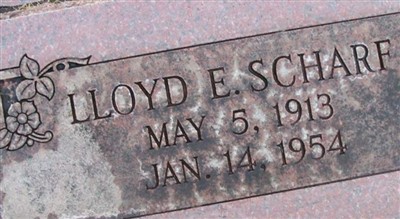 LLOYD E. SCHARF
MAY 5, 1913
JAN. 14, 1954